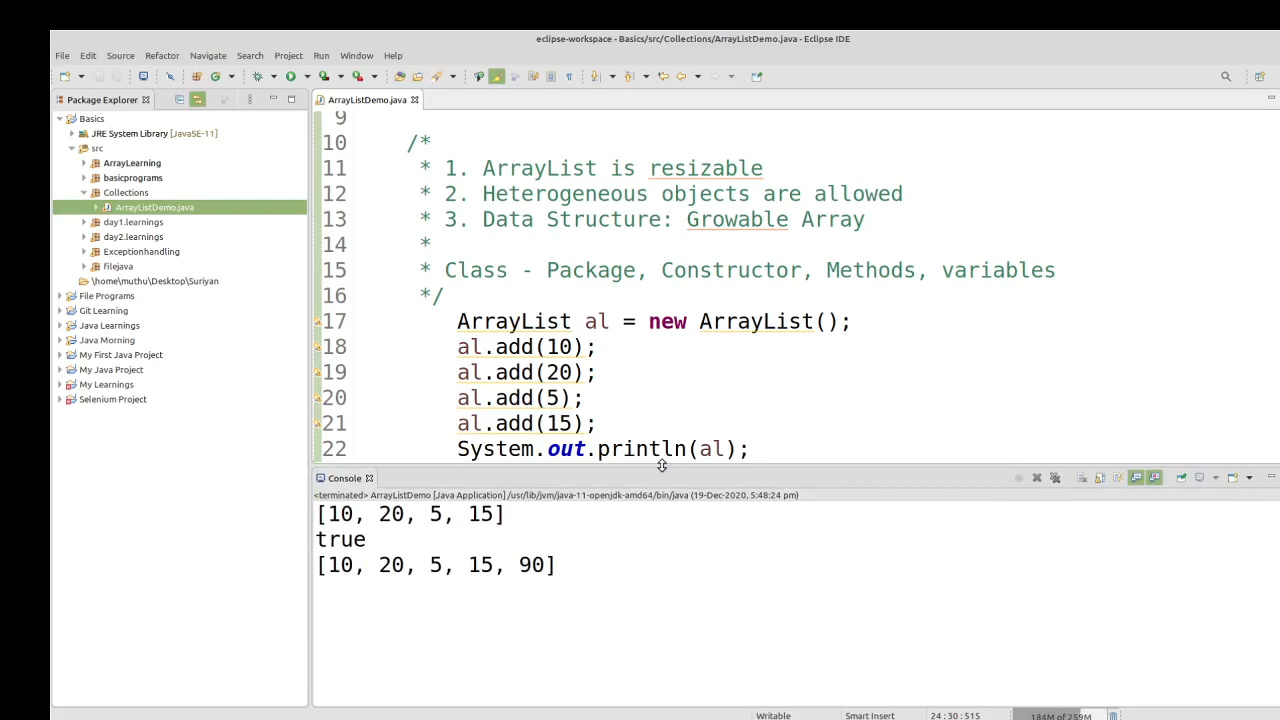 eclipse-workspace - Basics/src/Collections/ArrayListDemo.java - Eclipse IDE
File Edit Source Refactor Navigate Search Project Run Window Help
Package Explorer
ArrayListDemo.java
Basics
JRE System Library [JavaSE-11]
src
ArrayLearning
basicprograms
Collections
ArrayListDemo.java
day1.learnings
day2.learnings
Exceptionhandling
filejava
\home\muthu\Desktop\Suriyan
File Programs
Git Learning
Java Learnings
Java Morning
My First Java Project
My Java Project
My Learnings
Selenium Project
9
10 /*
11 * 1. ArrayList is resizable
12 * 2. Heterogeneous objects are allowed
13 * 3. Data Structure: Growable Array
14 *
15 * Class - Package, Constructor, Methods, variables
16 */
17 ArrayList al = new ArrayList();
18 al.add(10);
19 al.add(20);
20 al.add(5);
21 al.add(15);
22 System.out.println(al);
Console
<terminated> ArrayListDemo [Java Application] /usr/lib/jvm/java-11-openjdk-amd64/bin/java (19-Dec-2020, 5:48:24 pm)
[10, 20, 5, 15]
true
[10, 20, 5, 15, 90]
Writable Smart Insert 24:30:515 184M of 259M